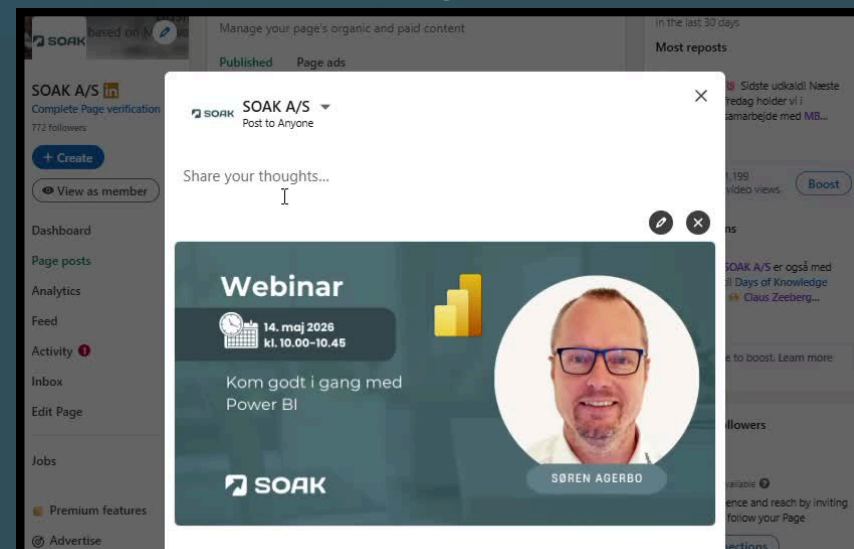 SOAK
based on
SOAK A/S
Complete Page verification
772 followers
+ Create
View as member
Dashboard
Page posts
Analytics
Feed
Activity
Inbox
Edit Page
Jobs
Premium features
Advertise
Manage your page's organic and paid content
Published Page ads
SOAK
SOAK A/S
Post to Anyone
Share your thoughts...
Webinar
14. maj 2026
kl. 10.00-10.45
Kom godt i gang med
Power BI
SOAK
SØREN AGERBO
in the last 30 days
Most reposts
Sidste udkald! Næste
fredag holder vi i
samarbejde med MB...
199
video views
Boost
SOAK A/S er også med
Days of Knowledge
Claus Zeeberg...
to boost. Learn more
and reach by inviting
follow your Page